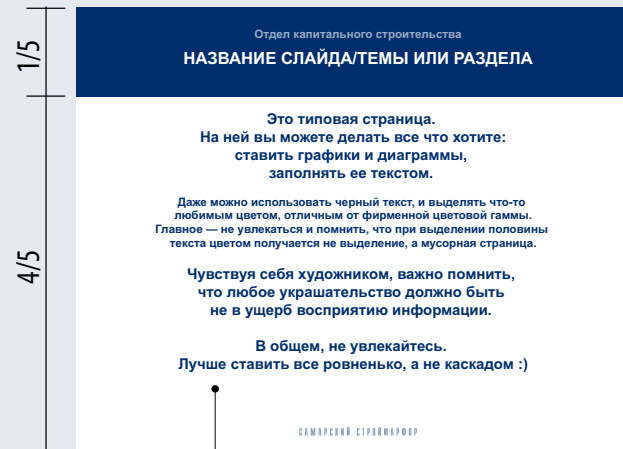 1/5
Отдел капитального строительства
НАЗВАНИЕ СЛАЙДА/ТЕМЫ ИЛИ РАЗДЕЛА
4/5
Это типовая страница.
На ней вы можете делать все что хотите:
ставить графики и диаграммы,
заполнять ее текстом.
Даже можно использовать черный текст, и выделять что-то
любимым цветом, отличным от фирменной цветовой гаммы.
Главное — не увлекаться и помнить, что при выделении половины
текста цветом получается не выделение, а мусорная страница.
Чувствуя себя художником, важно помнить,
что любое украшательство должно быть
не в ущерб восприятию информации.
В общем, не увлекайтесь.
Лучше ставить все ровненько, а не каскадом :)
САМАРСКИЙ СТРОЙФАРФОР